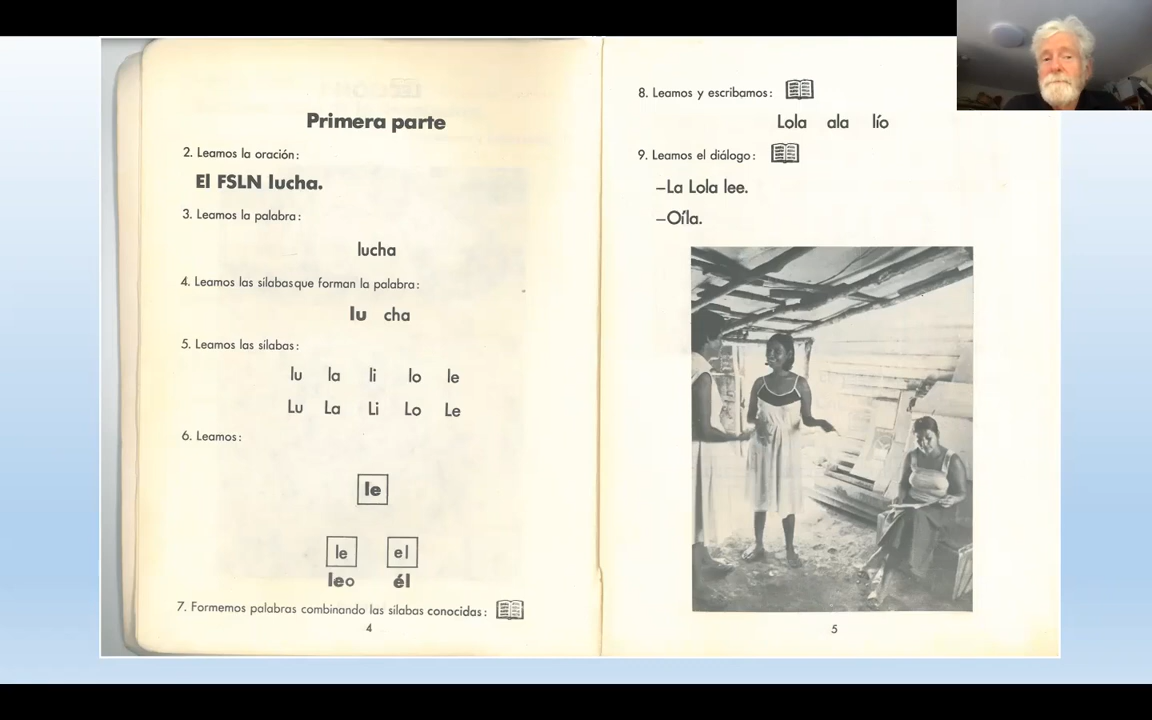 Primera parte
2. Leamos la oración:
El FSLN lucha.
3. Leamos la palabra:
lucha
4. Leamos las sílabas que forman la palabra:
lu cha
5. Leamos las sílabas:
lu la li lo le
Lu La Li Lo Le
6. Leamos:
le
le el
leo él
7. Formemos palabras combinando las sílabas conocidas:
4
8. Leamos y escribamos:
Lola ala lío
9. Leamos el diálogo:
—La Lola lee.
—Oíla.
5